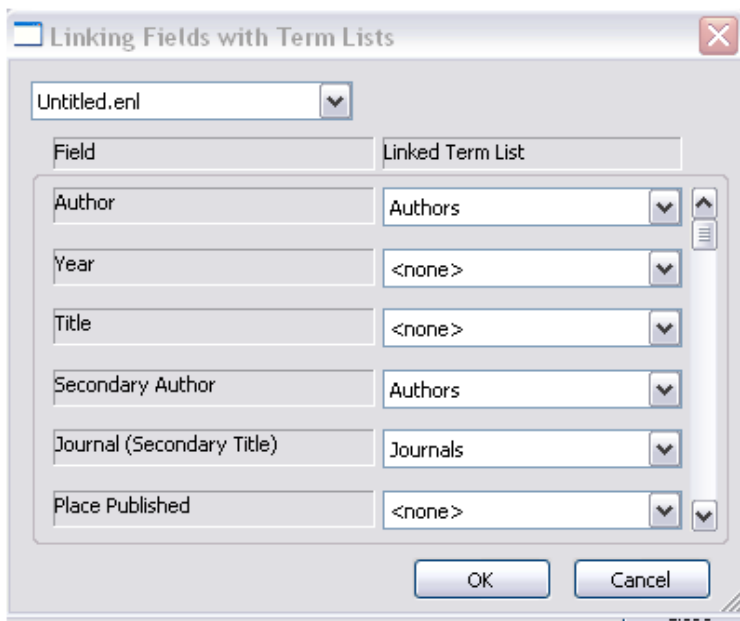 Linking Fields with Term Lists
Untitled.enl
Field Linked Term List
Author Authors
Year <none>
Title <none>
Secondary Author Authors
Journal (Secondary Title) Journals
Place Published <none>
OK Cancel